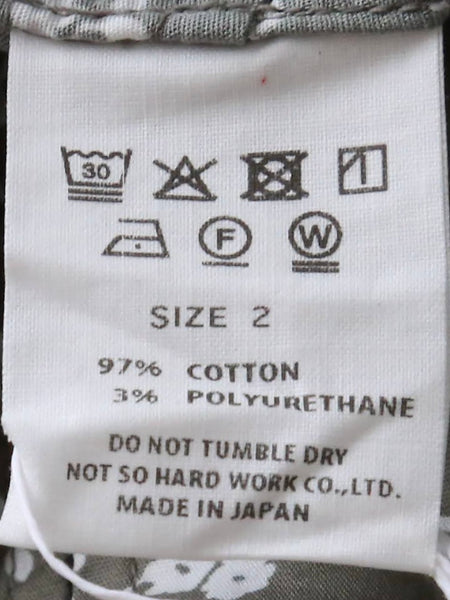 30
F W
SIZE 2
97% COTTON
3% POLYURETHANE
DO NOT TUMBLE DRY
NOT SO HARD WORK CO.,LTD.
MADE IN JAPAN